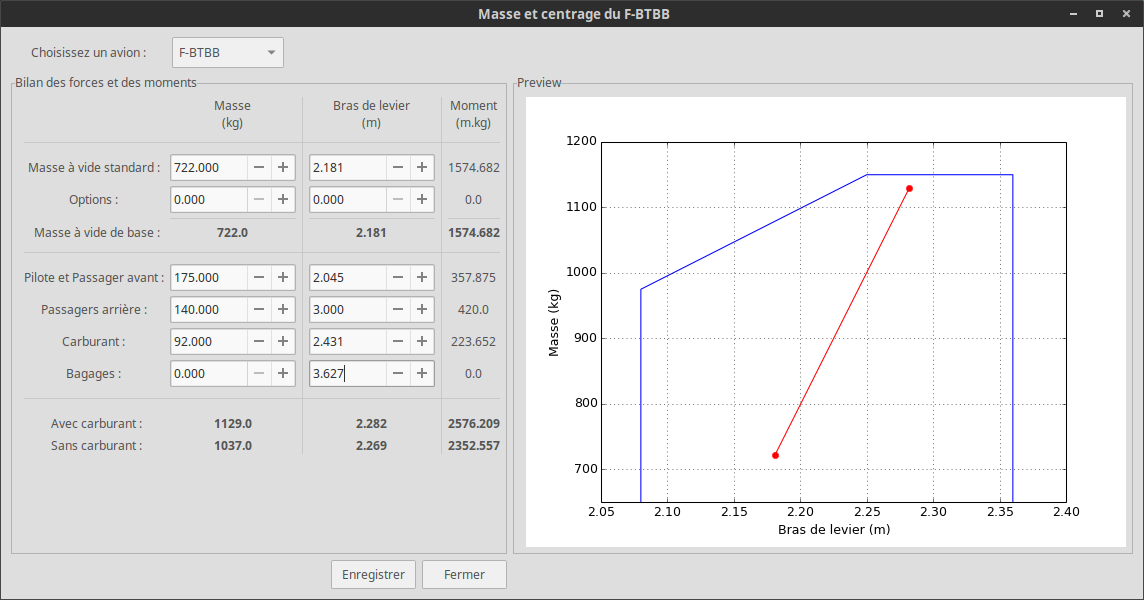 Masse et centrage du F-BTBB
Choisissez un avion : F-BTBB
Bilan des forces et des moments
Masse Bras de levier Moment
(kg) (m) (m.kg)
Masse à vide standard : 722.000 2.181 1574.682
Options : 0.000 0.000 0.0
Masse à vide de base : 722.0 2.181 1574.682
Pilote et Passager avant : 175.000 2.045 357.875
Passagers arrière : 140.000 3.000 420.0
Carburant : 92.000 2.431 223.652
Bagages : 0.000 3.627 0.0
Avec carburant : 1129.0 2.282 2576.209
Sans carburant : 1037.0 2.269 2352.557
Preview
1200
1100
1000
900
800
700
Masse (kg)
2.05 2.10 2.15 2.20 2.25 2.30 2.35 2.40
Bras de levier (m)
Enregistrer Fermer